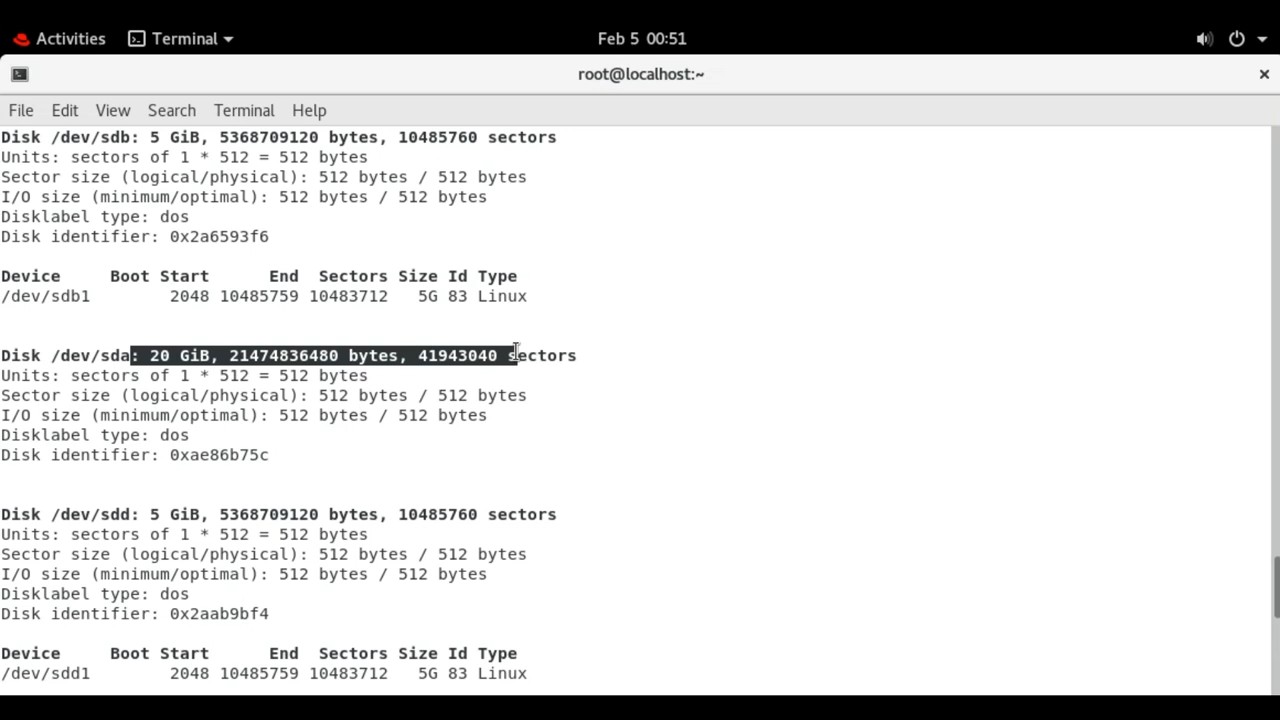 Activities Terminal Feb 5 00:51
root@localhost:~ ×
File Edit View Search Terminal Help
Disk /dev/sdb: 5 GiB, 5368709120 bytes, 10485760 sectors
Units: sectors of 1 * 512 = 512 bytes
Sector size (logical/physical): 512 bytes / 512 bytes
I/O size (minimum/optimal): 512 bytes / 512 bytes
Disklabel type: dos
Disk identifier: 0x2a6593f6
Device     Boot Start      End  Sectors Size Id Type
/dev/sdb1        2048 10485759 10483712   5G 83 Linux
Disk /dev/sda: 20 GiB, 21474836480 bytes, 41943040 sectors
Units: sectors of 1 * 512 = 512 bytes
Sector size (logical/physical): 512 bytes / 512 bytes
I/O size (minimum/optimal): 512 bytes / 512 bytes
Disklabel type: dos
Disk identifier: 0xae86b75c
Disk /dev/sdd: 5 GiB, 5368709120 bytes, 10485760 sectors
Units: sectors of 1 * 512 = 512 bytes
Sector size (logical/physical): 512 bytes / 512 bytes
I/O size (minimum/optimal): 512 bytes / 512 bytes
Disklabel type: dos
Disk identifier: 0x2aab9bf4
Device     Boot Start      End  Sectors Size Id Type
/dev/sdd1        2048 10485759 10483712   5G 83 Linux